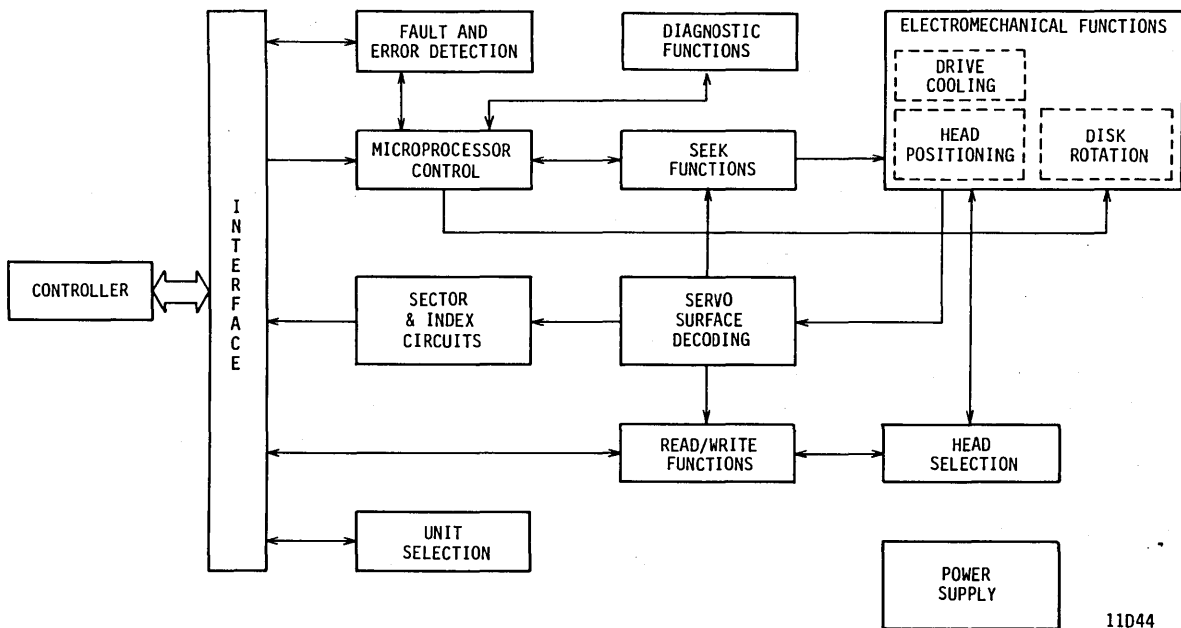 FAULT AND
ERROR DETECTION
DIAGNOSTIC
FUNCTIONS
ELECTROMECHANICAL FUNCTIONS
DRIVE
COOLING
HEAD
POSITIONING
DISK
ROTATION
MICROPROCESSOR
CONTROL
SEEK
FUNCTIONS
INTERFACE
CONTROLLER
SECTOR
& INDEX
CIRCUITS
SERVO
SURFACE
DECODING
READ/WRITE
FUNCTIONS
HEAD
SELECTION
UNIT
SELECTION
POWER
SUPPLY
11D44